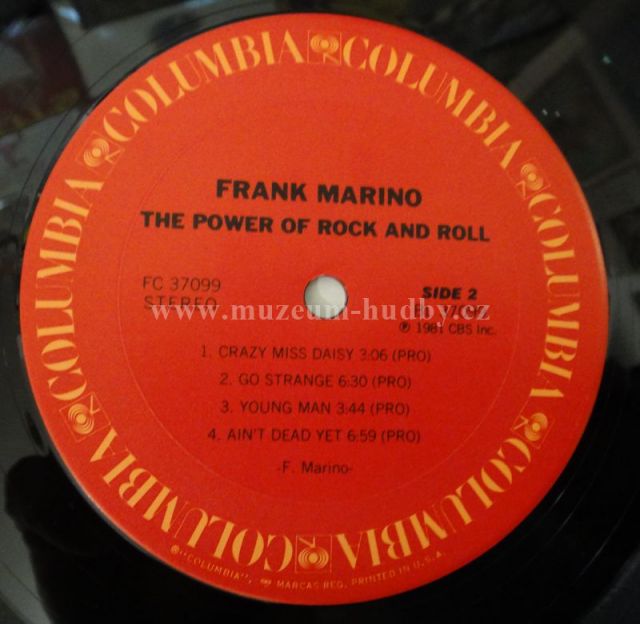 COLUMBIA COLUMBIA COLUMBIA COLUMBIA COLUMBIA COLUMBIA COLUMBIA
FRANK MARINO
THE POWER OF ROCK AND ROLL
FC 37099
STEREO
SIDE 2
℗ 1981 CBS Inc.
www.muzeum-hudby.cz
1. CRAZY MISS DAISY 3:06 (PRO)
2. GO STRANGE 6:30 (PRO)
3. YOUNG MAN 3:44 (PRO)
4. AIN'T DEAD YET 6:59 (PRO)
-F. Marino-
® "COLUMBIA", MARCAS REG. PRINTED IN U.S.A.